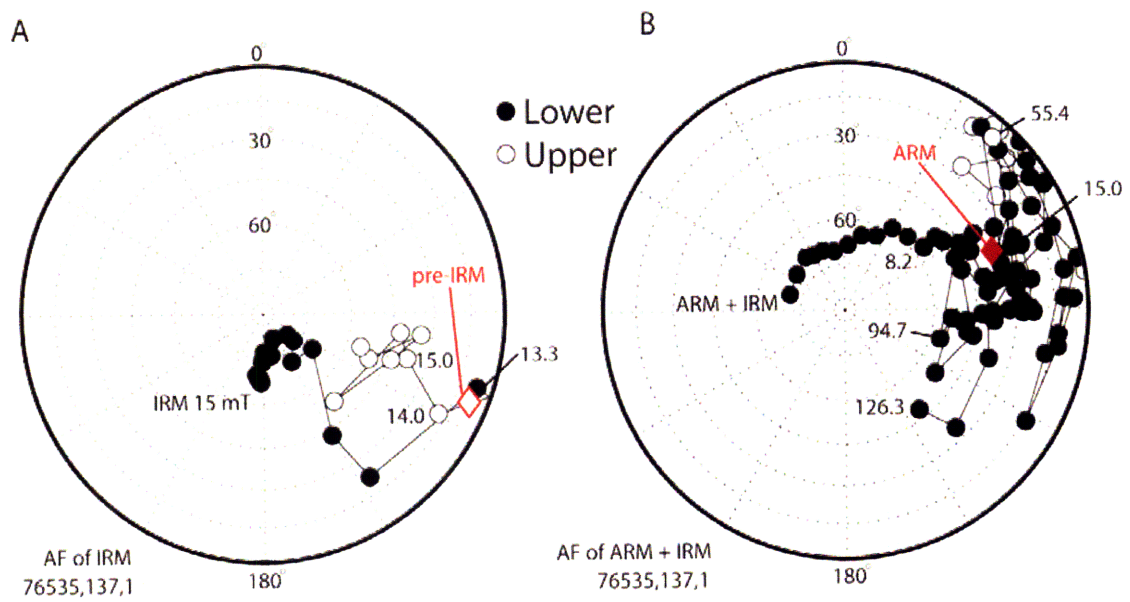 A
0°
30°
60°
pre-IRM
13.3
15.0
14.0
IRM 15 mT
180°
AF of IRM
76535,137,1
Lower
Upper
B
0°
30°
60°
ARM
55.4
15.0
8.2
ARM + IRM
94.7
126.3
180°
AF of ARM + IRM
76535,137,1